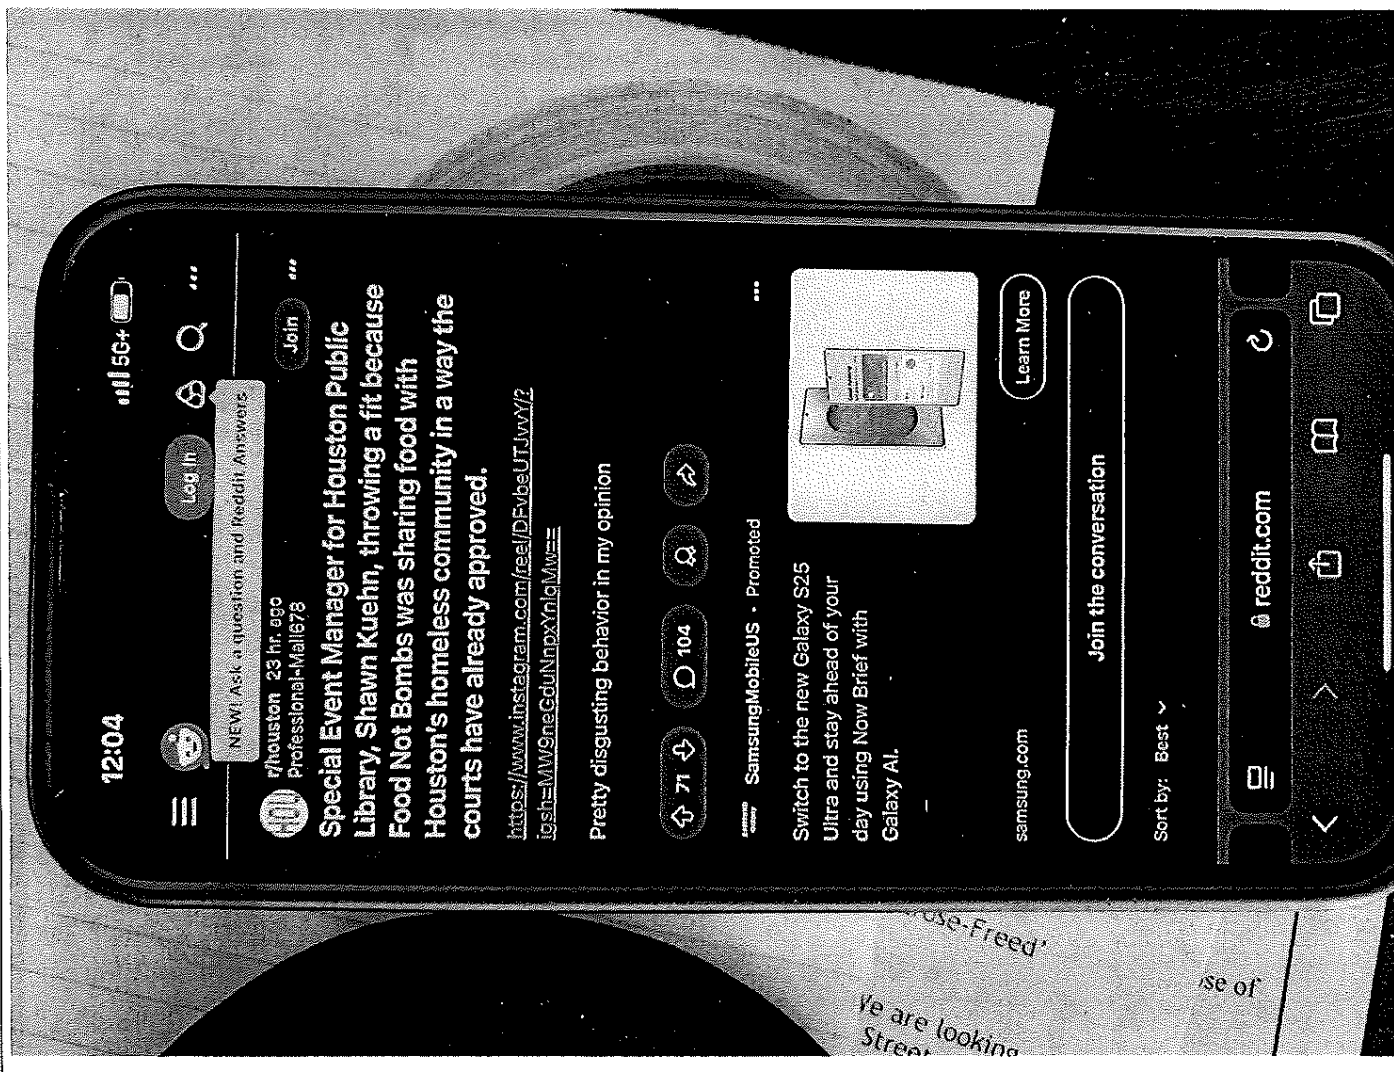 12:04
5G+
Log In
NEW! Ask a question and Reddit Answers
r/houston 23 hr. ago
Professional-Mall678
Join
Special Event Manager for Houston Public
Library, Shawn Kuehn, throwing a fit because
Food Not Bombs was sharing food with
Houston's homeless community in a way the
courts have already approved.
https://www.instagram.com/reel/DFvbeUTJvvY/?
igsh=MW9neGduNnpxYnlqMw==
Pretty disgusting behavior in my opinion
71
104
SamsungMobileUS • Promoted
Switch to the new Galaxy S25
Ultra and stay ahead of your
day using Now Brief with
Galaxy AI.
samsung.com
Learn More
Join the conversation
Sort by: Best
reddit.com
-Freed'
se of
We are looking
Street